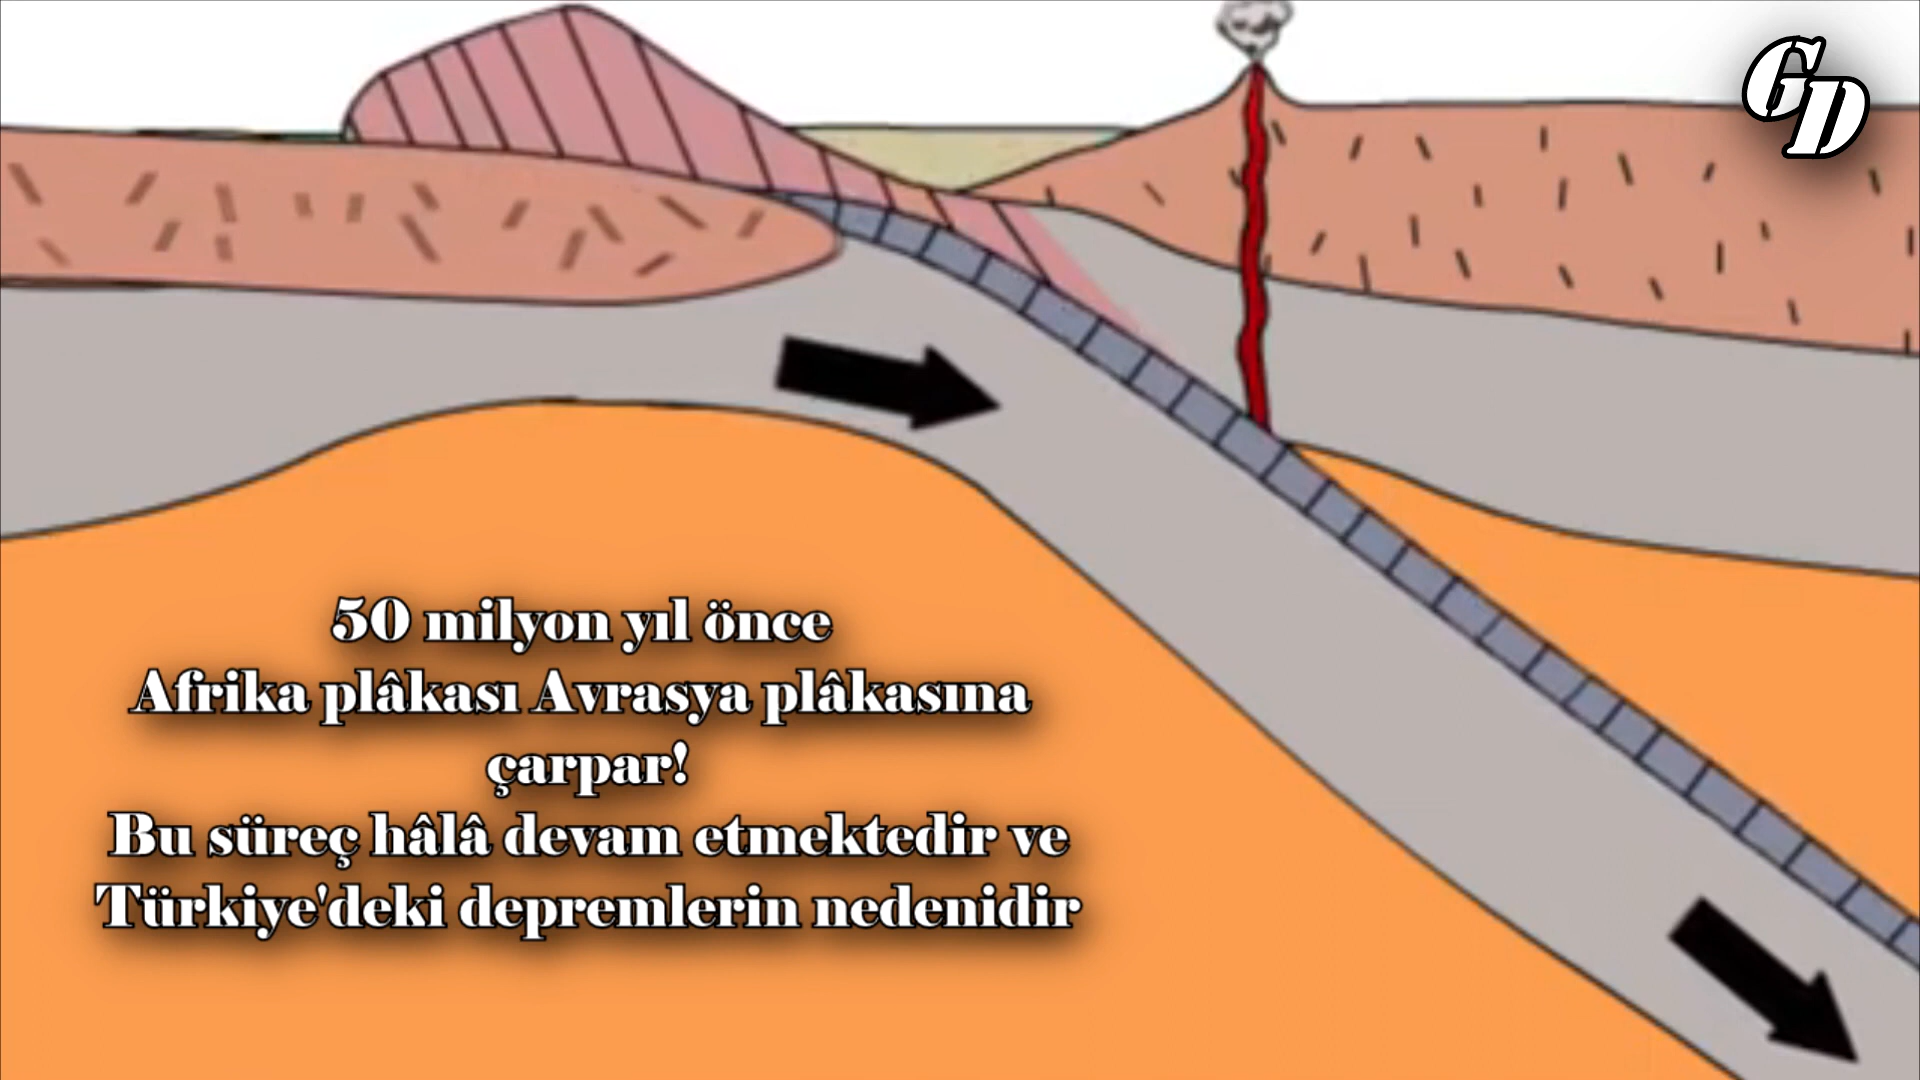 GD
50 milyon yıl önce
Afrika plâkası Avrasya plâkasına
çarpar!
Bu süreç hâlâ devam etmektedir ve
Türkiye'deki depremlerin nedenidir